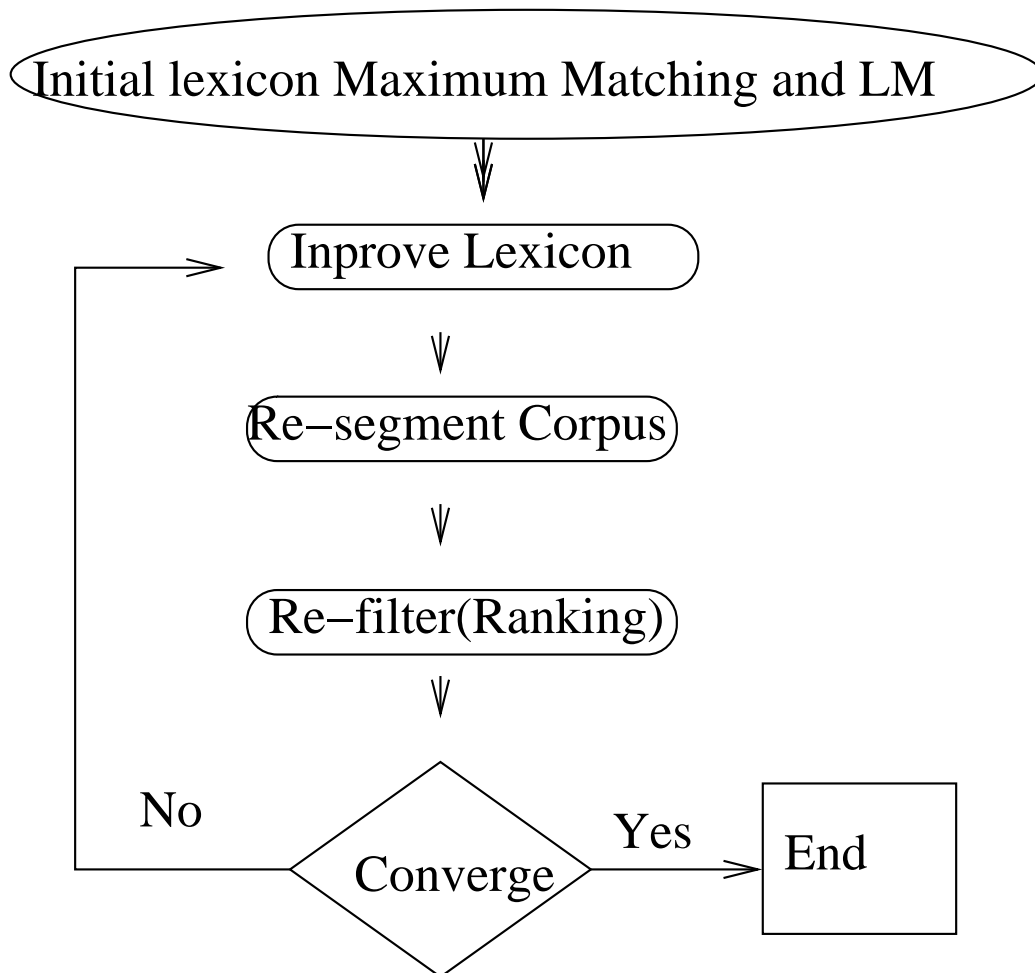 Initial lexicon Maximum Matching and LM
Inprove Lexicon
Re−segment Corpus
Re−filter(Ranking)
No
Yes
Converge
End